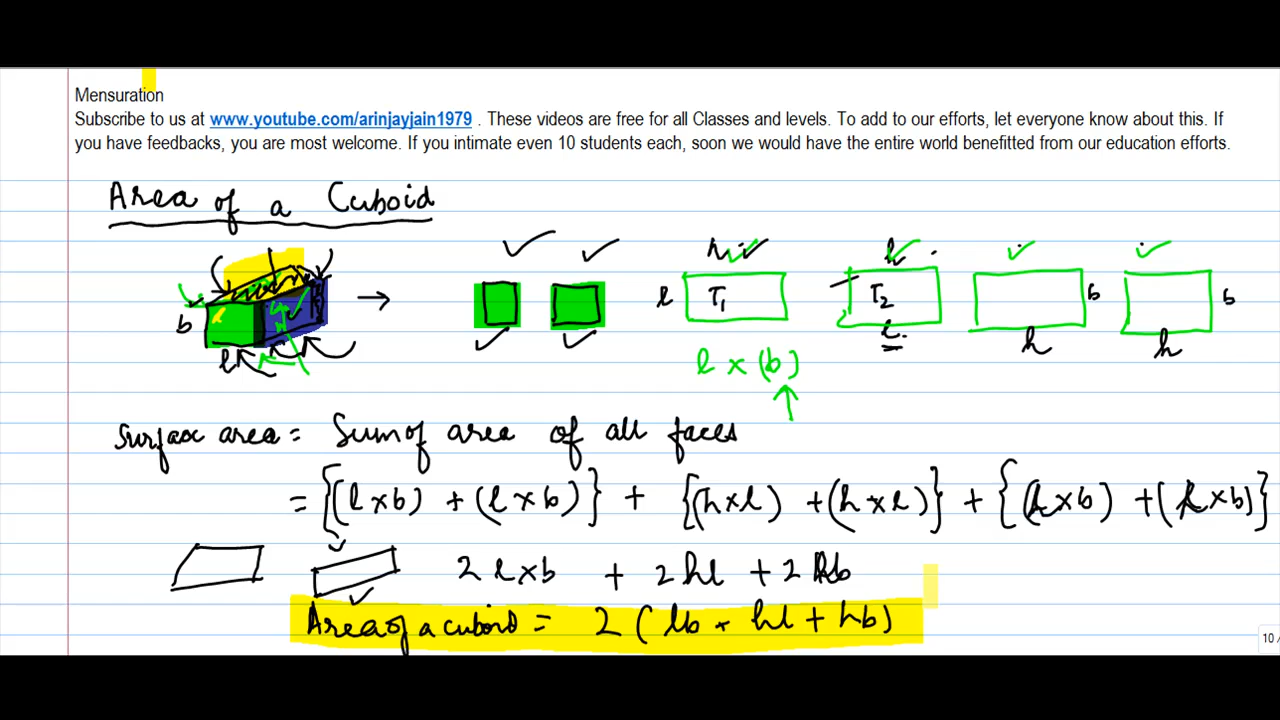 Mensuration
Subscribe to us at www.youtube.com/arinjayjain1979 . These videos are free for all Classes and levels. To add to our efforts, let everyone know about this. If
you have feedbacks, you are most welcome. If you intimate even 10 students each, soon we would have the entire world benefitted from our education efforts.
Area of a Cuboid
h h
b l T1 T2 b b
l l h h
l × (b)
Surface area = Sum of area of all faces
= {(l×b) + (l×b)} + {(h×l) + (h×l)} + {(h×b) + (h×b)}
2 l×b + 2hl + 2hb
Area of a cuboid = 2 ( lb + hl + hb)
10 /